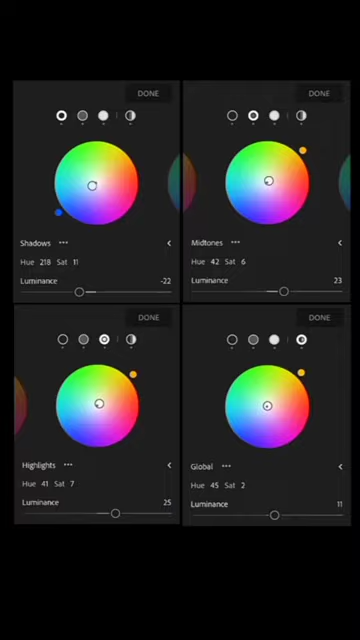 DONE
Shadows •••
Hue 218 Sat 11
Luminance -22
DONE
Midtones •••
Hue 42 Sat 6
Luminance 23
DONE
Highlights •••
Hue 41 Sat 7
Luminance 25
DONE
Global •••
Hue 45 Sat 2
Luminance 11